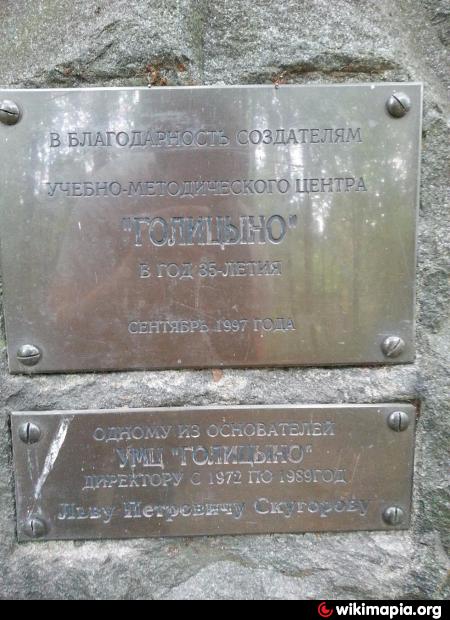 В БЛАГОДАРНОСТЬ СОЗДАТЕЛЯМ
УЧЕБНО-МЕТОДИЧЕСКОГО ЦЕНТРА
"ГОЛИЦЫНО"
В ГОД 35-ЛЕТИЯ
СЕНТЯБРЬ 1997 ГОДА
ОДНОМУ ИЗ ОСНОВАТЕЛЕЙ
УМЦ "ГОЛИЦЫНО"
ДИРЕКТОРУ С 1972 ПО 1989ГОД
Льву Петровичу Скугорову
wikimapia.org